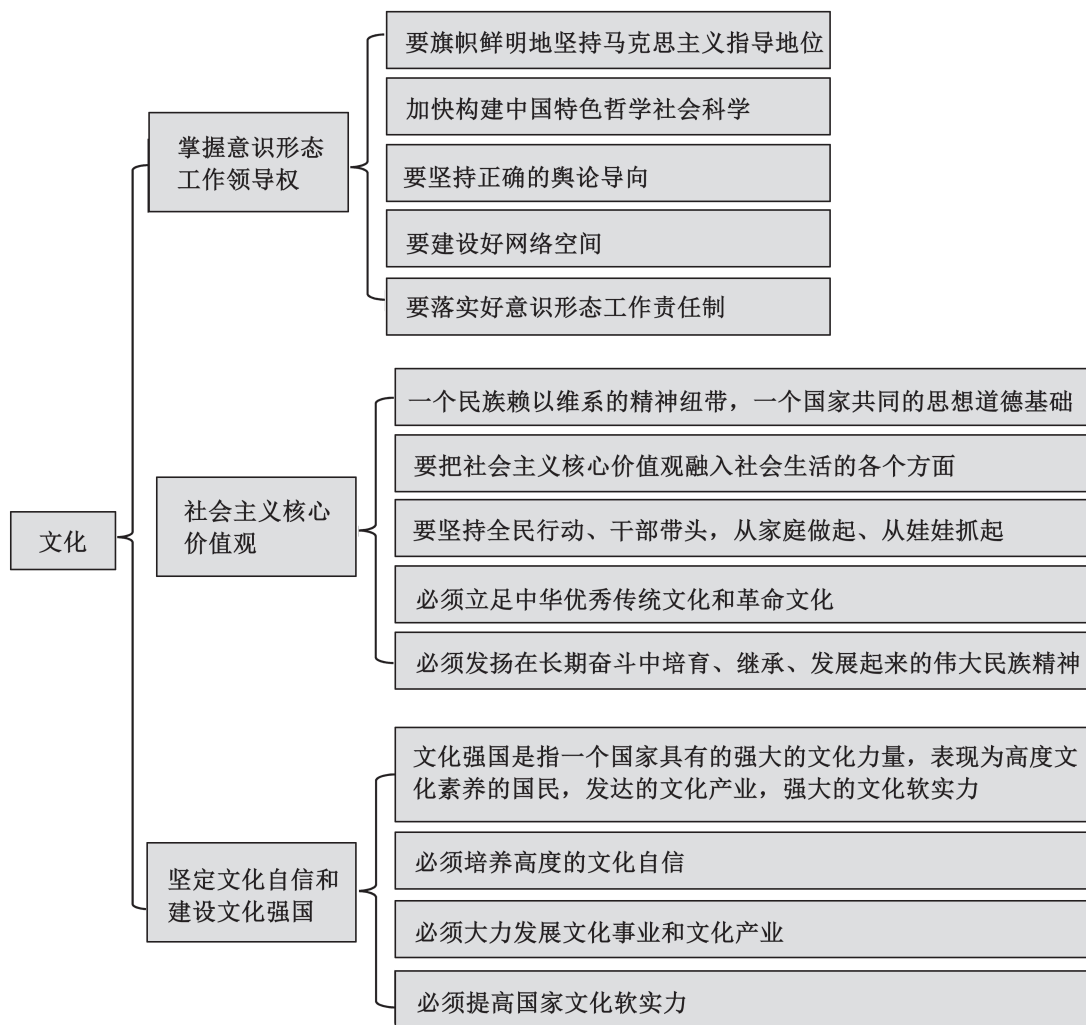 文化
掌握意识形态
工作领导权
要旗帜鲜明地坚持马克思主义指导地位
加快构建中国特色哲学社会科学
要坚持正确的舆论导向
要建设好网络空间
要落实好意识形态工作责任制
社会主义核心
价值观
一个民族赖以维系的精神纽带，一个国家共同的思想道德基础
要把社会主义核心价值观融入社会生活的各个方面
要坚持全民行动、干部带头，从家庭做起、从娃娃抓起
必须立足中华优秀传统文化和革命文化
必须发扬在长期奋斗中培育、继承、发展起来的伟大民族精神
坚定文化自信和
建设文化强国
文化强国是指一个国家具有的强大的文化力量，表现为高度文
化素养的国民，发达的文化产业，强大的文化软实力
必须培养高度的文化自信
必须大力发展文化事业和文化产业
必须提高国家文化软实力